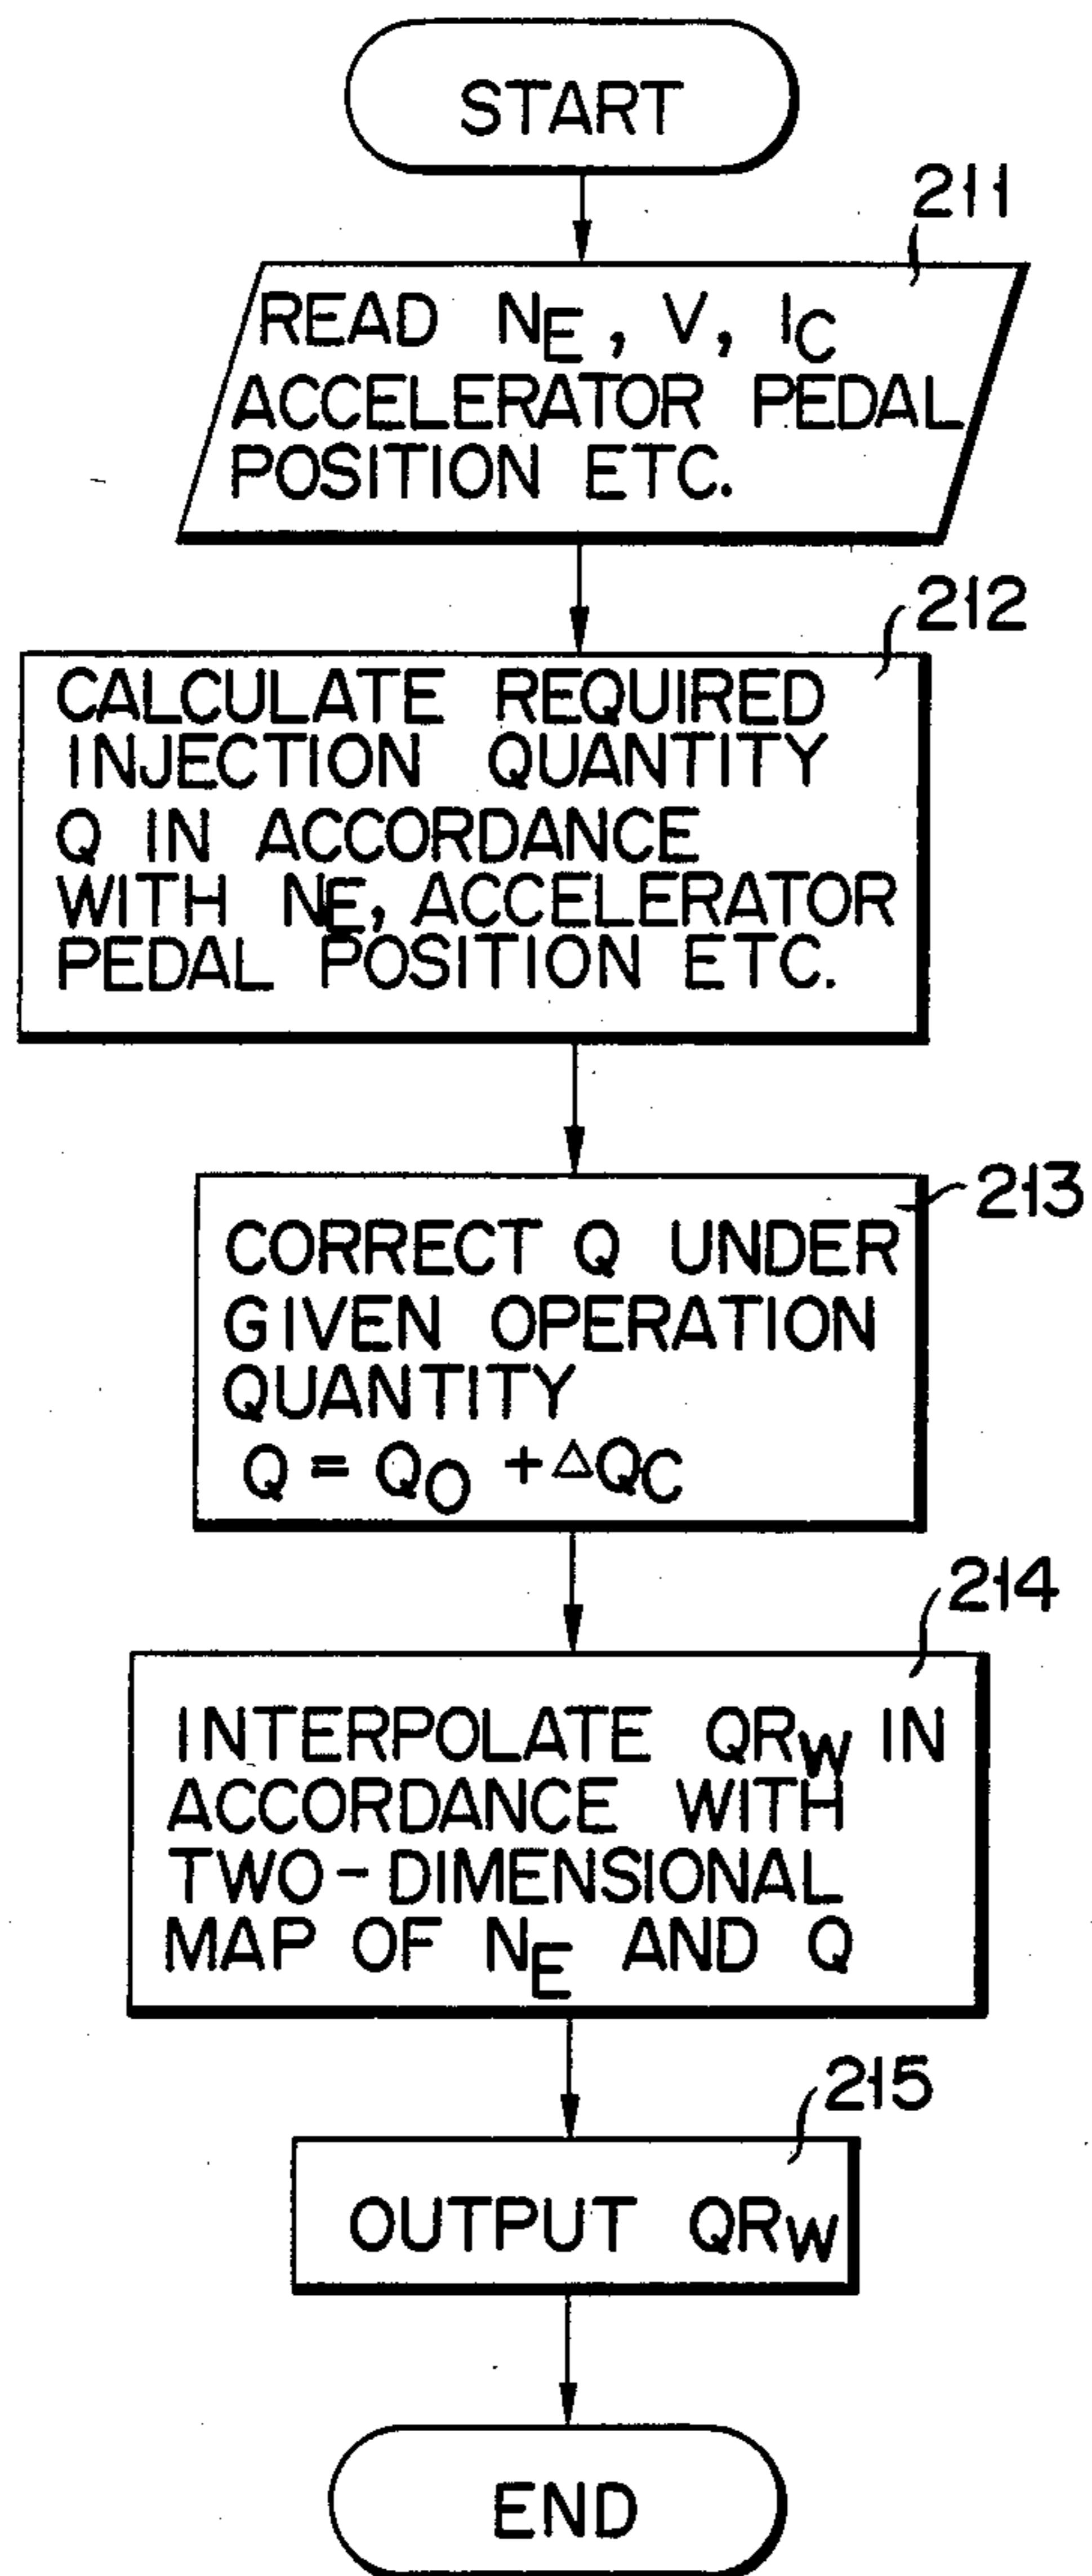 START
211
READ NE, V, IC
ACCELERATOR PEDAL
POSITION ETC.
212
CALCULATE REQUIRED
INJECTION QUANTITY
Q IN ACCORDANCE
WITH NE, ACCELERATOR
PEDAL POSITION ETC.
213
CORRECT Q UNDER
GIVEN OPERATION
QUANTITY
Q = QO + ΔQC
214
INTERPOLATE QRW IN
ACCORDANCE WITH
TWO-DIMENSIONAL
MAP OF NE AND Q
215
OUTPUT QRW
END